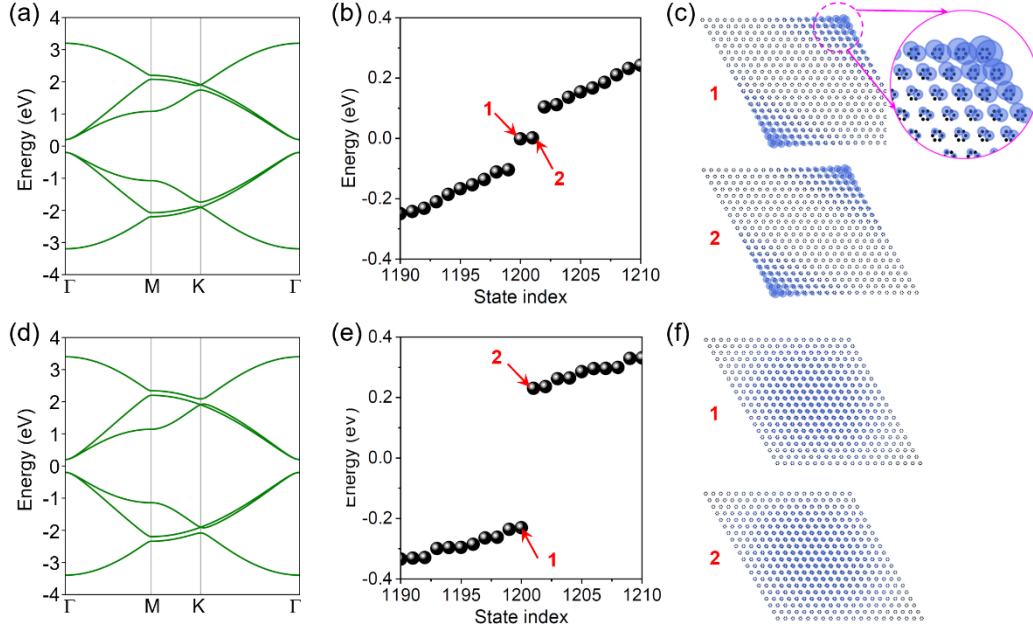 (a)
Energy (eV)
4
3
2
1
0
-1
-2
-3
-4
Γ M K Γ
(b)
Energy (eV)
0.4
0.2
0.0
-0.2
-0.4
1
2
1190 1195 1200 1205 1210
State index
(c)
1
2
(d)
Energy (eV)
4
3
2
1
0
-1
-2
-3
-4
Γ M K Γ
(e)
Energy (eV)
0.4
0.2
0.0
-0.2
-0.4
2
1
1190 1195 1200 1205 1210
State index
(f)
1
2